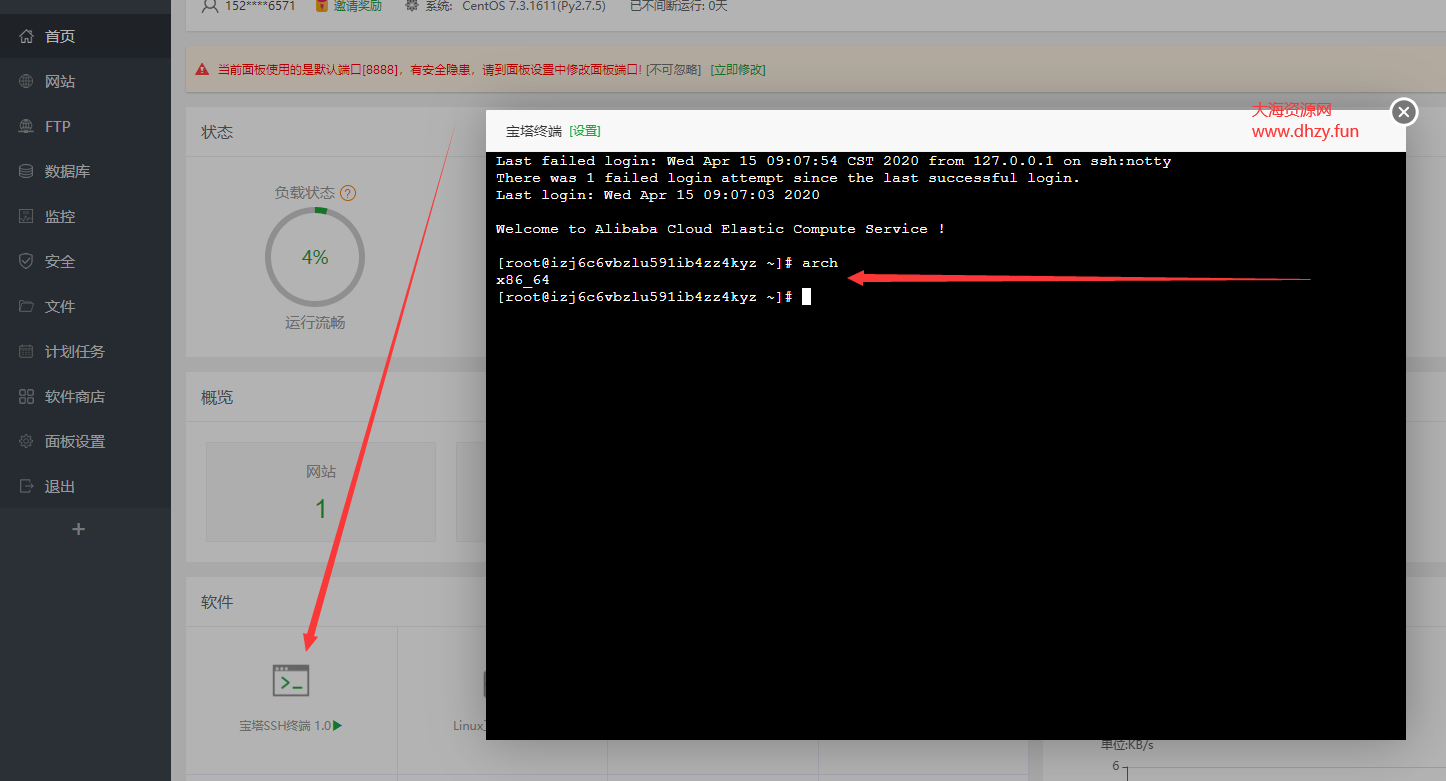 152****6571 邀请奖励 系统: CentOS 7.3.1611(Py2.7.5) 已不间断运行: 0天
首页
网站
FTP
数据库
监控
安全
文件
计划任务
软件商店
面板设置
退出
+
当前面板使用的是默认端口[8888]，有安全隐患，请到面板设置中修改面板端口! [不可忽略] [立即修改]
状态
负载状态 ?
4%
运行流畅
概览
网站
1
软件
宝塔SSH终端 1.0
Linux
宝塔终端 [设置]
大海资源网
www.dhzy.fun
Last failed login: Wed Apr 15 09:07:54 CST 2020 from 127.0.0.1 on ssh:notty
There was 1 failed login attempt since the last successful login.
Last login: Wed Apr 15 09:07:03 2020
Welcome to Alibaba Cloud Elastic Compute Service !
[root@izj6c6vbzlu591ib4zz4kyz ~]# arch
x86_64
[root@izj6c6vbzlu591ib4zz4kyz ~]#
单位:KB/s
6